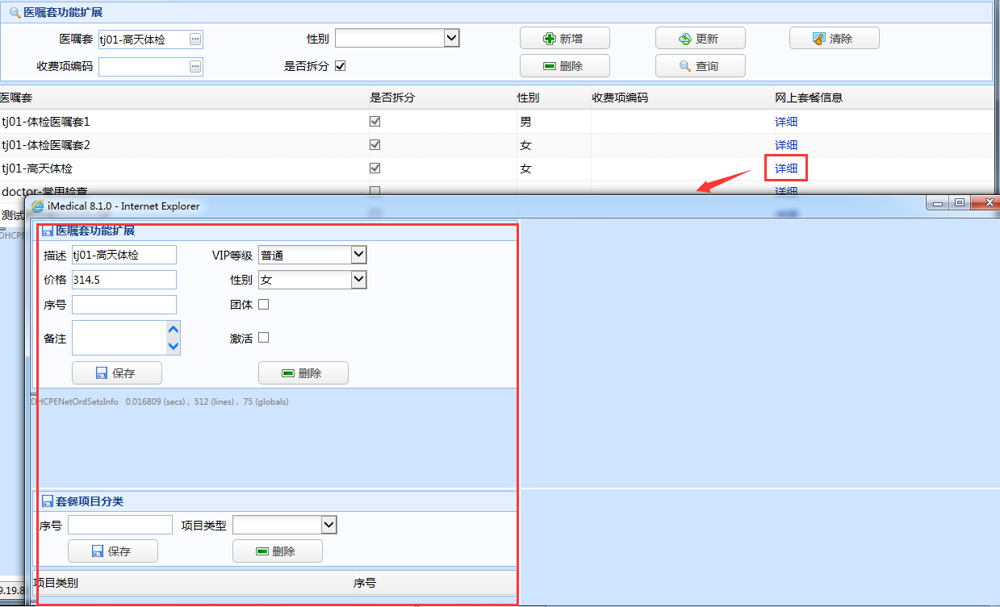 医嘱套功能扩展
医嘱套 tj01-高天体检 性别 新增 更新 清除
收费项编码 是否拆分 删除 查询
医嘱套 是否拆分 性别 收费项编码 网上套餐信息
tj01-体检医嘱套1 男 详细
tj01-体检医嘱套2 女 详细
tj01-高天体检 女 详细
doctor-常用检查 详细
测试
DHCPE
iMedical 8.1.0 - Internet Explorer
医嘱套功能扩展
描述 tj01-高天体检 VIP等级 普通
价格 314.5 性别 女
序号 团体
备注 激活
保存 删除
DHCPENetOrdSetsInfo 0.016809 (secs) , 512 (lines) , 75 (globals)
套餐项目分类
序号 项目类型
保存 删除
项目类别 序号
9.19.8